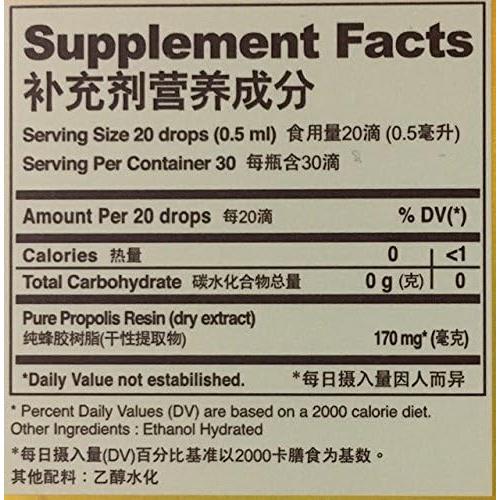 Supplement Facts
补充剂营养成分
Serving Size 20 drops (0.5 ml) 食用量20滴 (0.5毫升)
Serving Per Container 30 每瓶含30滴
Amount Per 20 drops 每20滴 % DV(*)
Calories 热量 0 <1
Total Carbohydrate 碳水化合物总量 0 g (克) 0
Pure Propolis Resin (dry extract)
纯蜂胶树脂(干性提取物) 170 mg* (毫克)
*Daily Value not estabilished. *每日摄入量因人而异
* Percent Daily Values (DV) are based on a 2000 calorie diet.
Other Ingredients : Ethanol Hydrated
*每日摄入量(DV)百分比基准以2000卡膳食为基数。
其他配料：乙醇水化